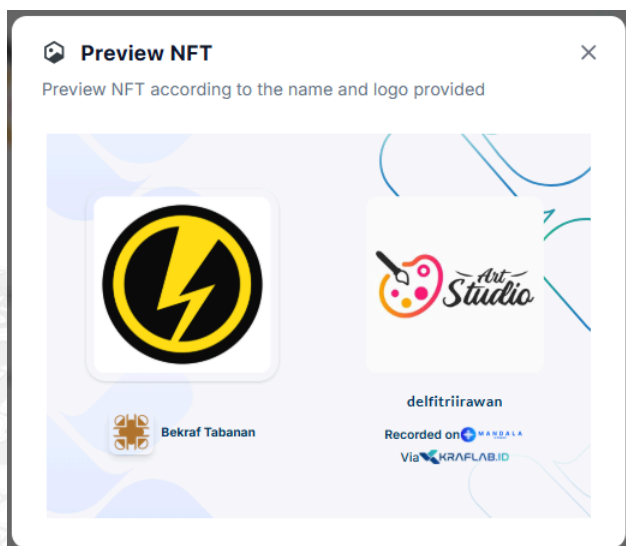 Preview NFT
Preview NFT according to the name and logo provided
Art
Studio
Bekraf Tabanan
delfitriirawan
Recorded on MANDALA
Via KRAFLAB.ID